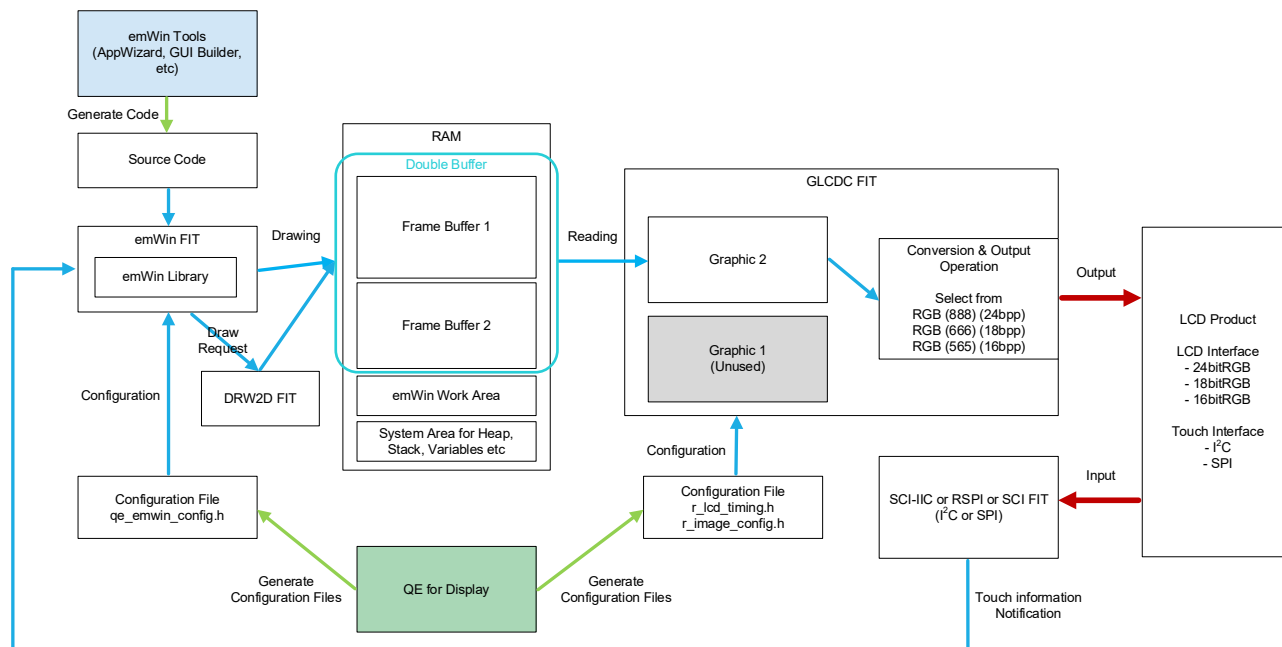 emWin Tools
(AppWizard, GUI Builder,
etc)
Generate Code
Source Code
emWin FIT
emWin Library
Drawing
Draw
Request
DRW2D FIT
Configuration
Configuration File
qe_emwin_config.h
RAM
Double Buffer
Frame Buffer 1
Frame Buffer 2
emWin Work Area
System Area for Heap,
Stack, Variables etc
Reading
GLCDC FIT
Graphic 2
Graphic 1
(Unused)
Conversion & Output
Operation
Select from
RGB (888) (24bpp)
RGB (666) (18bpp)
RGB (565) (16bpp)
Output
LCD Product
LCD Interface
- 24bitRGB
- 18bitRGB
- 16bitRGB
Touch Interface
- I²C
- SPI
Configuration
Configuration File
r_lcd_timing.h
r_image_config.h
Input
SCI-IIC or RSPI or SCI FIT
(I²C or SPI)
Generate
Configuration Files
QE for Display
Generate
Configuration Files
Touch information
Notification